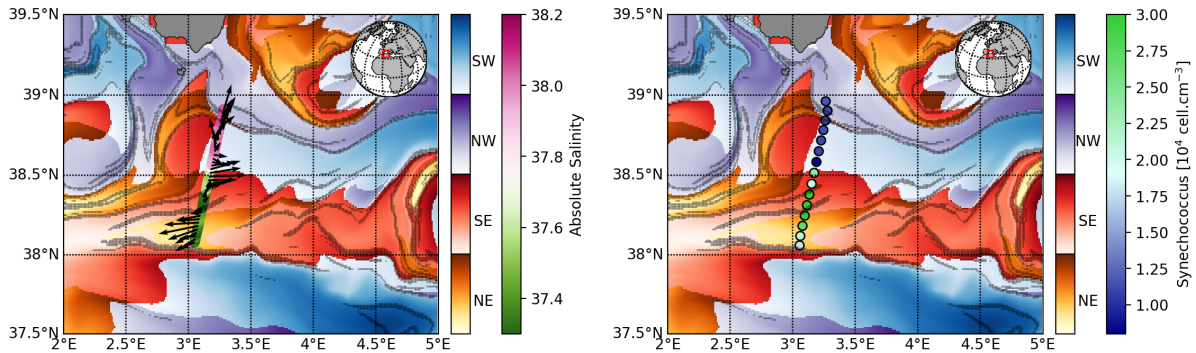 39.5°N
39°N
38.5°N
38°N
37.5°N
2°E 2.5°E 3°E 3.5°E 4°E 4.5°E 5°E
SW
NW
SE
NE
38.2
38.0
37.8
37.6
37.4
Absolute Salinity
39.5°N
39°N
38.5°N
38°N
37.5°N
2°E 2.5°E 3°E 3.5°E 4°E 4.5°E 5°E
SW
NW
SE
NE
3.00
2.75
2.50
2.25
2.00
1.75
1.50
1.25
1.00
Synechococcus [10⁴ cell.cm⁻³]